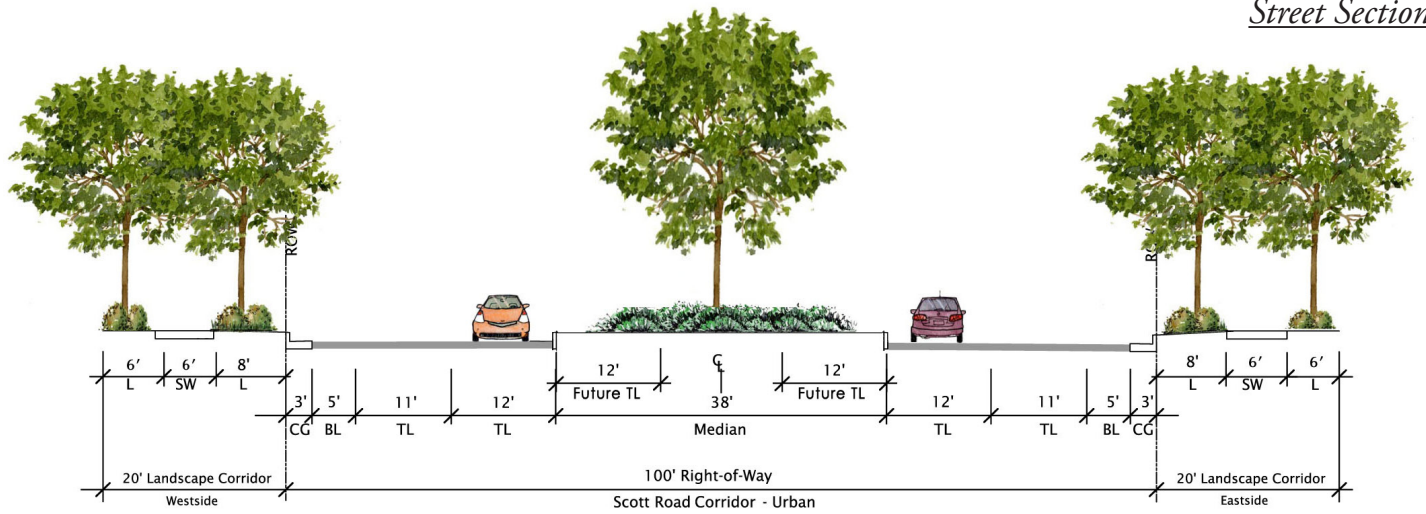 Street Section
ROW
ROW
6' 6' 8'
L SW L
12' ℄ 12'
Future TL Future TL
8' 6' 6'
L SW L
3' 5' 11' 12' 38' 12' 11' 5' 3'
CG BL TL TL Median TL TL BL CG
20' Landscape Corridor 100' Right-of-Way 20' Landscape Corridor
Westside Scott Road Corridor - Urban Eastside